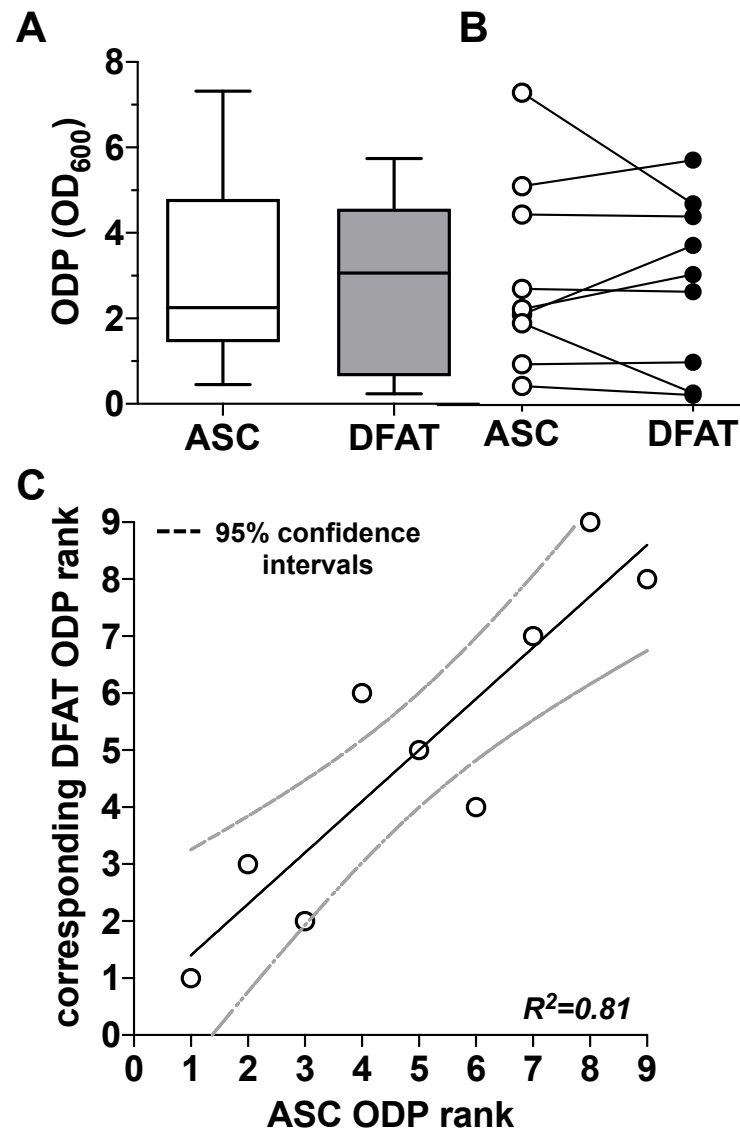 A
B
ODP (OD600)
8
6
4
2
0
ASC
DFAT
ASC
DFAT
C
corresponding DFAT ODP rank
9
8
7
6
5
4
3
2
1
0
95% confidence
intervals
R2=0.81
0 1 2 3 4 5 6 7 8 9
ASC ODP rank